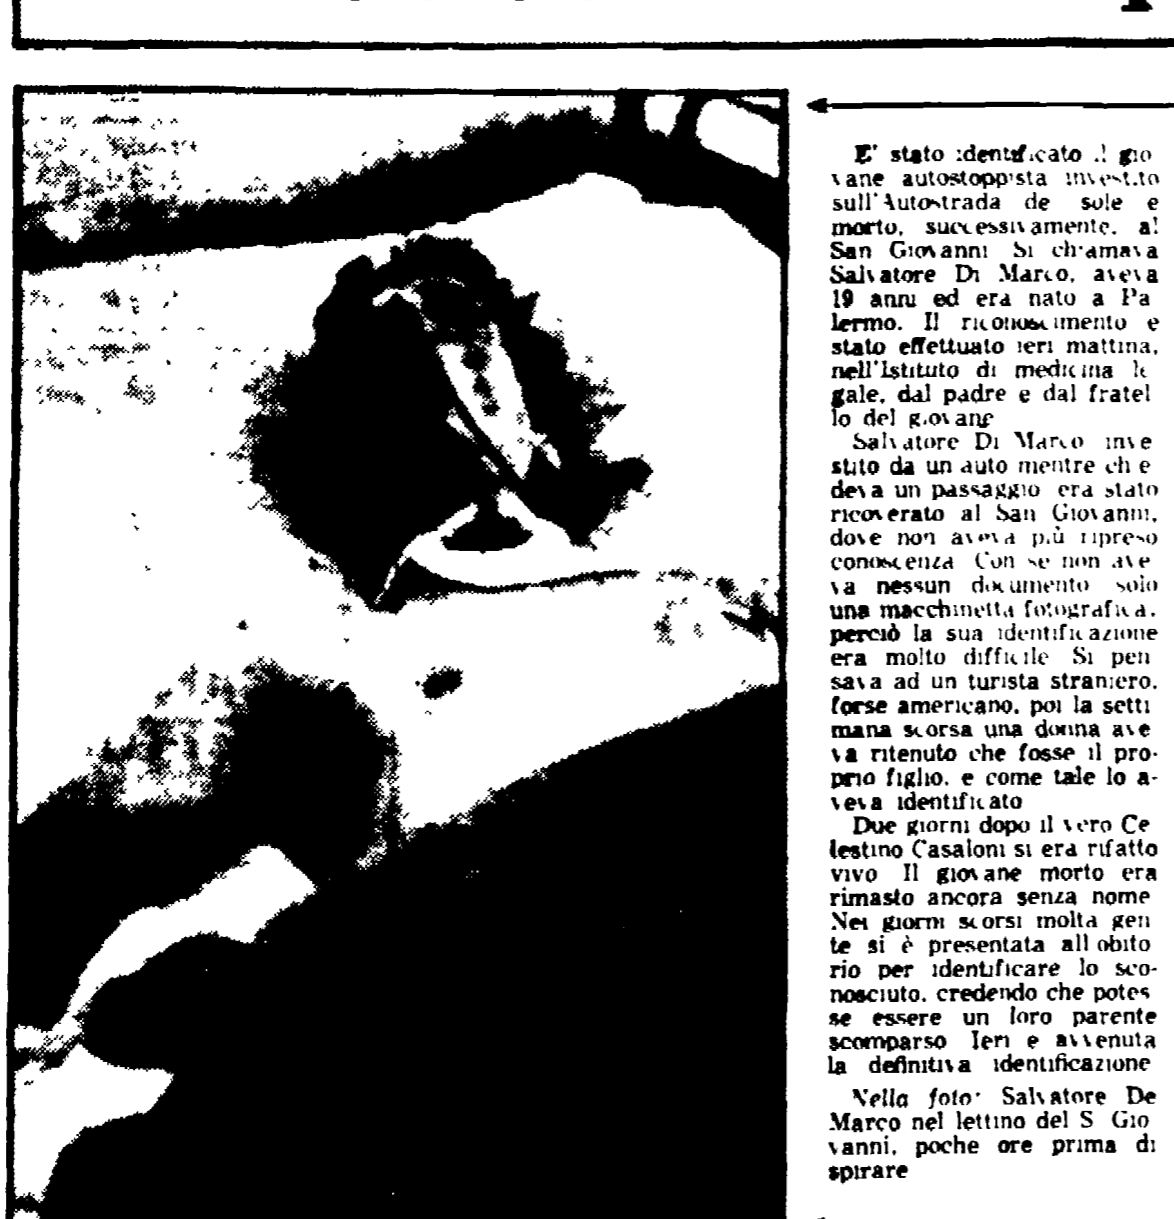 E' stato identificato il gio
vane autostoppista investito
sull'Autostrada de sole e
morto, successivamente, al
San Giovanni Si chiamava
Salvatore Di Marco, aveva
19 anni ed era nato a Pa
lermo. Il riconoscimento e
stato effettuato ieri mattina,
nell'Istituto di medicina le
gale, dal padre e dal fratel
lo del giovane
Salvatore Di Marco inve
stito da un auto mentre chie
deva un passaggio era stato
ricoverato al San Giovanni,
dove non aveva più ripreso
conoscenza Con se non ave
va nessun documento solo
una macchinetta fotografica,
perciò la sua identificazione
era molto difficile Si pen
sava ad un turista straniero,
forse americano, poi la setti
mana scorsa una donna ave
va ritenuto che fosse il pro-
prio figlio, e come tale lo a-
veva identificato
Due giorni dopo il vero Ce
lestino Casaloni si era rifatto
vivo Il giovane morto era
rimasto ancora senza nome
Nei giorni scorsi molta gen
te si è presentata all obito
rio per identificare lo sco-
nosciuto, credendo che potes
se essere un loro parente
scomparso Ieri e avvenuta
la definitiva identificazione
Nella foto: Salvatore De
Marco nel lettino del S Gio
vanni, poche ore prima di
spirare